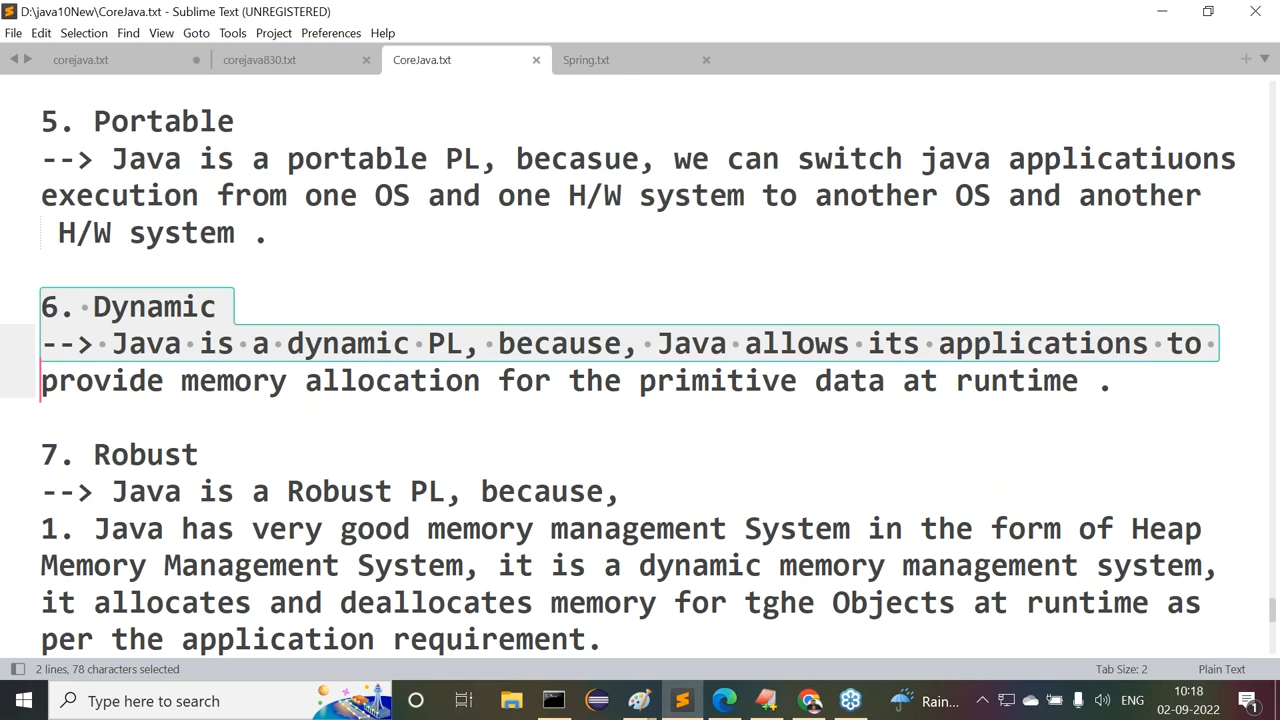 D:\java10New\CoreJava.txt - Sublime Text (UNREGISTERED)
File Edit Selection Find View Goto Tools Project Preferences Help
corejava.txt corejava830.txt CoreJava.txt Spring.txt
5. Portable
--> Java is a portable PL, becasue, we can switch java applicatiuons
execution from one OS and one H/W system to another OS and another
H/W system .
6. Dynamic
--> Java is a dynamic PL, because, Java allows its applications to
provide memory allocation for the primitive data at runtime .
7. Robust
--> Java is a Robust PL, because,
1. Java has very good memory management System in the form of Heap
Memory Management System, it is a dynamic memory management system,
it allocates and deallocates memory for tghe Objects at runtime as
per the application requirement.
2 lines, 78 characters selected Tab Size: 2 Plain Text
Type here to search Rain... ENG 10:18
02-09-2022 1